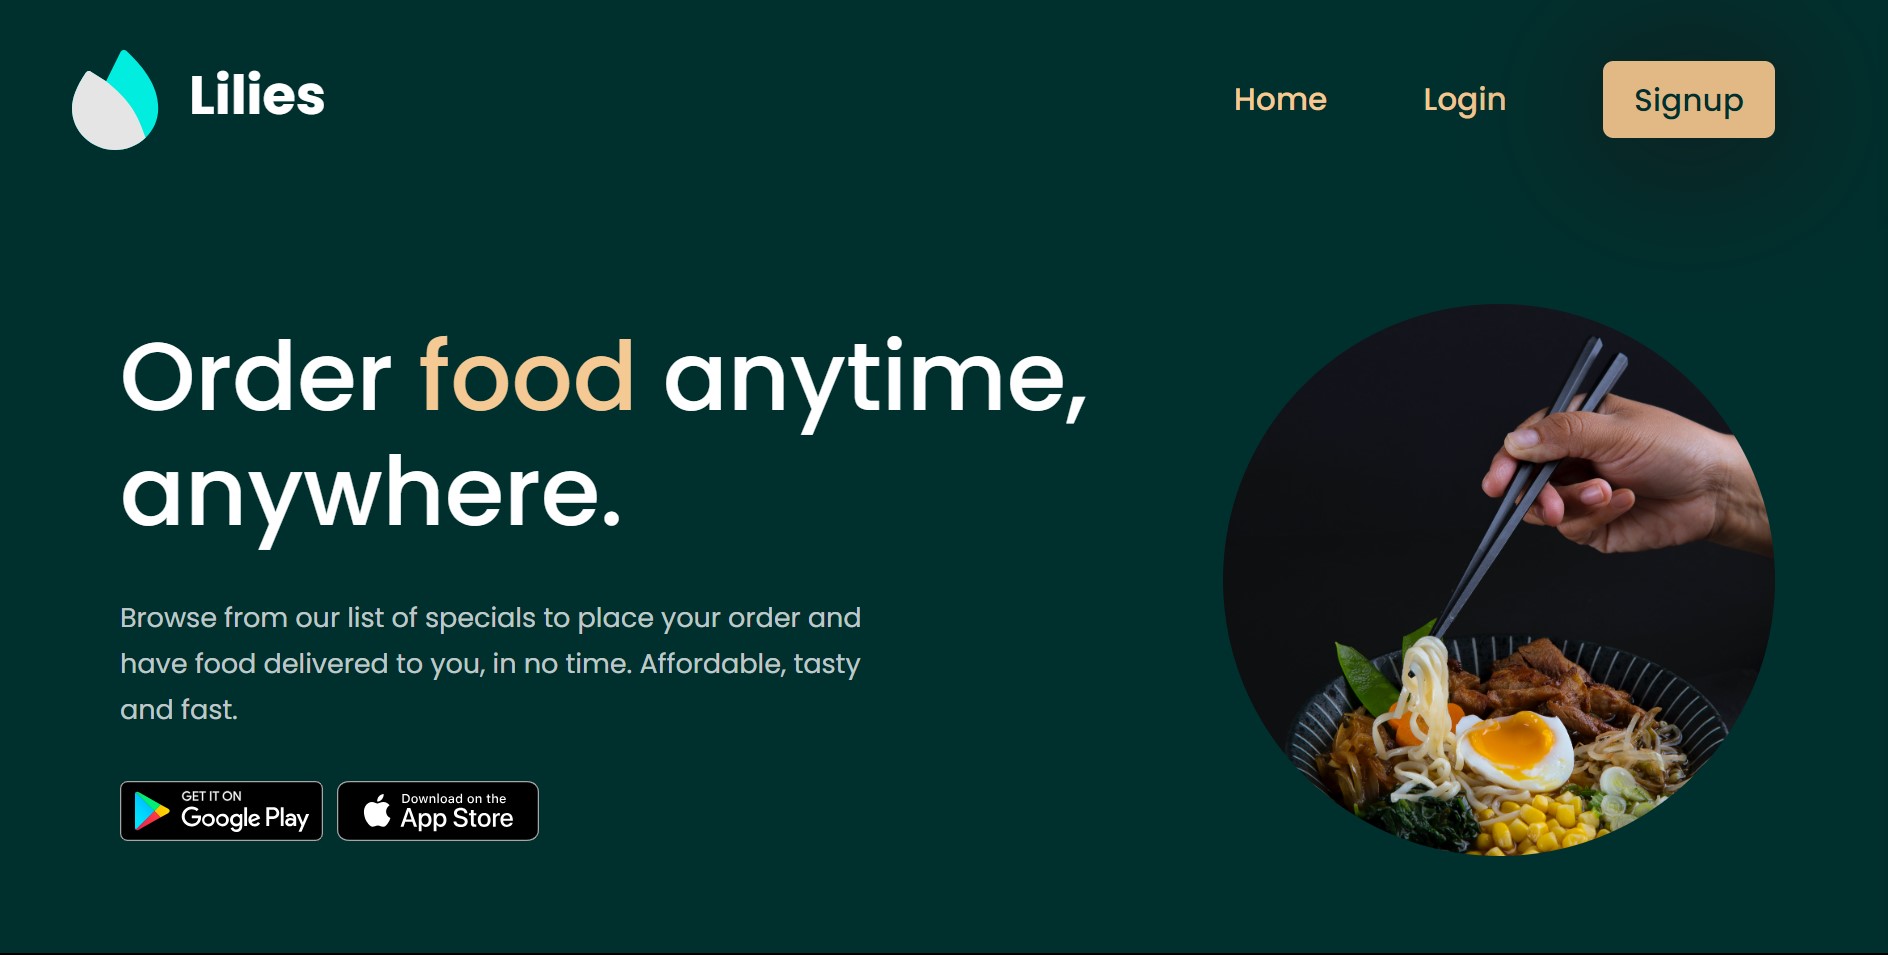 Lilies
Home
Login
Signup
Order food anytime,
anywhere.
Browse from our list of specials to place your order and
have food delivered to you, in no time. Affordable, tasty
and fast.
GET IT ON
Google Play
Download on the
App Store